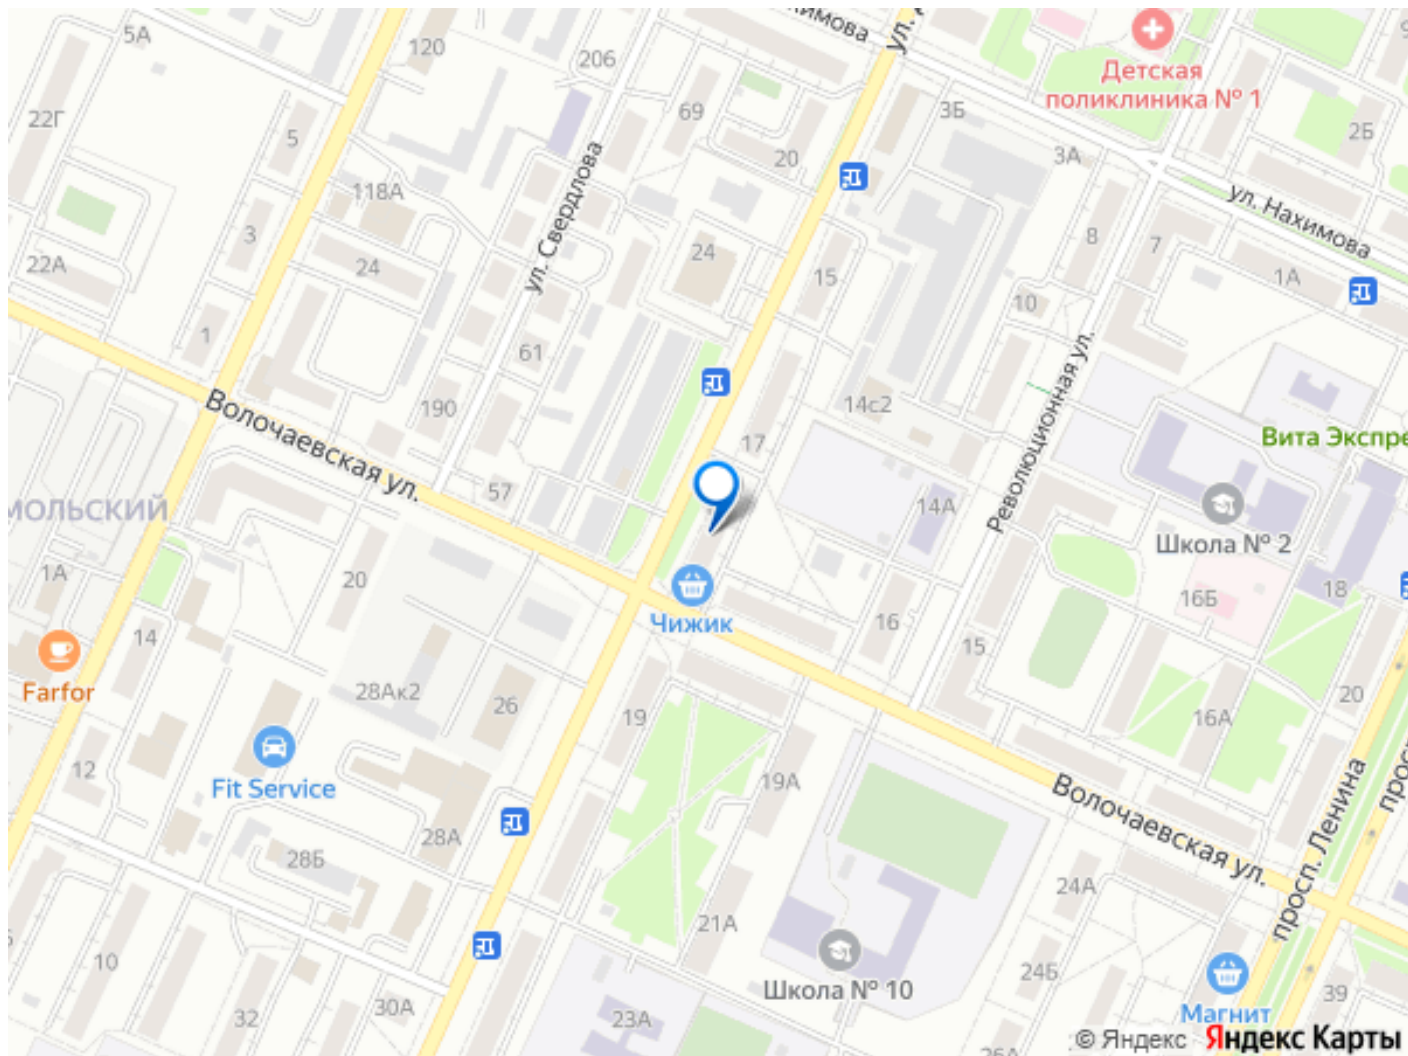 5А
120
206
Нахимова
ул.
Детская
поликлиника № 1
22Г
5
69
3Б
2Б
20
3А
118А
ул. Свердлова
ул. Нахимова
3
24
8
7
22А
24
15
1А
10
1
61
Революционная ул.
190
14с2
Волочаевская ул.
17
Вита Экспре
57
14А
МОЛЬСКИЙ
Школа № 2
1А
20
16Б
18
Чижик
14
16
15
Farfor
28Ак2
26
19
16А
20
12
Fit Service
19А
Волочаевская ул.
просп. Ленина
прос
28А
28Б
24А
21А
10
24Б
Школа № 10
39
32
30А
23А
Магнит
26А
© Яндекс Яндекс Карты